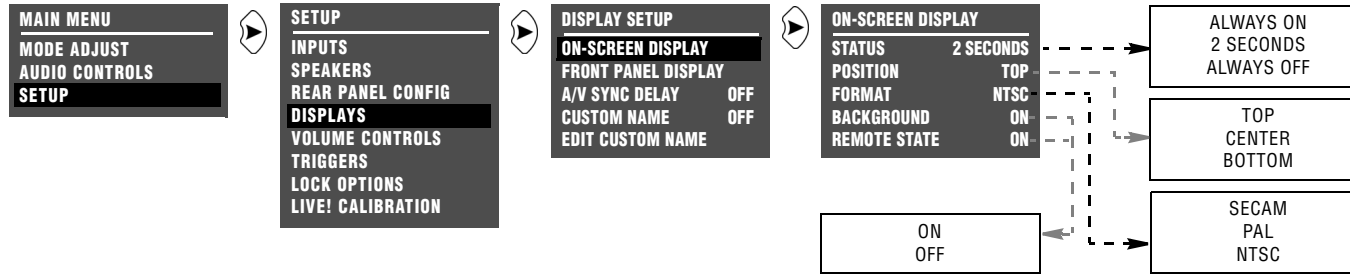 MAIN MENU
MODE ADJUST
AUDIO CONTROLS
SETUP
SETUP
INPUTS
SPEAKERS
REAR PANEL CONFIG
DISPLAYS
VOLUME CONTROLS
TRIGGERS
LOCK OPTIONS
LIVE! CALIBRATION
DISPLAY SETUP
ON-SCREEN DISPLAY
FRONT PANEL DISPLAY
A/V SYNC DELAY OFF
CUSTOM NAME OFF
EDIT CUSTOM NAME
ON-SCREEN DISPLAY
STATUS 2 SECONDS
POSITION TOP
FORMAT NTSC
BACKGROUND ON
REMOTE STATE ON
ALWAYS ON
2 SECONDS
ALWAYS OFF
TOP
CENTER
BOTTOM
SECAM
PAL
NTSC
ON
OFF